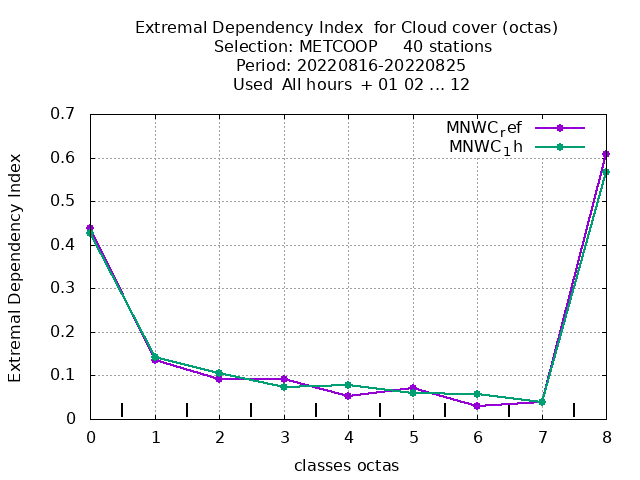 Extremal Dependency Index  for Cloud cover (octas)
Selection: METCOOP     40 stations
Period: 20220816-20220825
Used  All hours  + 01 02 ... 12
MNWC_ref
MNWC_1h
Extremal Dependency Index
0.7
0.6
0.5
0.4
0.3
0.2
0.1
0
0 1 2 3 4 5 6 7 8
classes octas